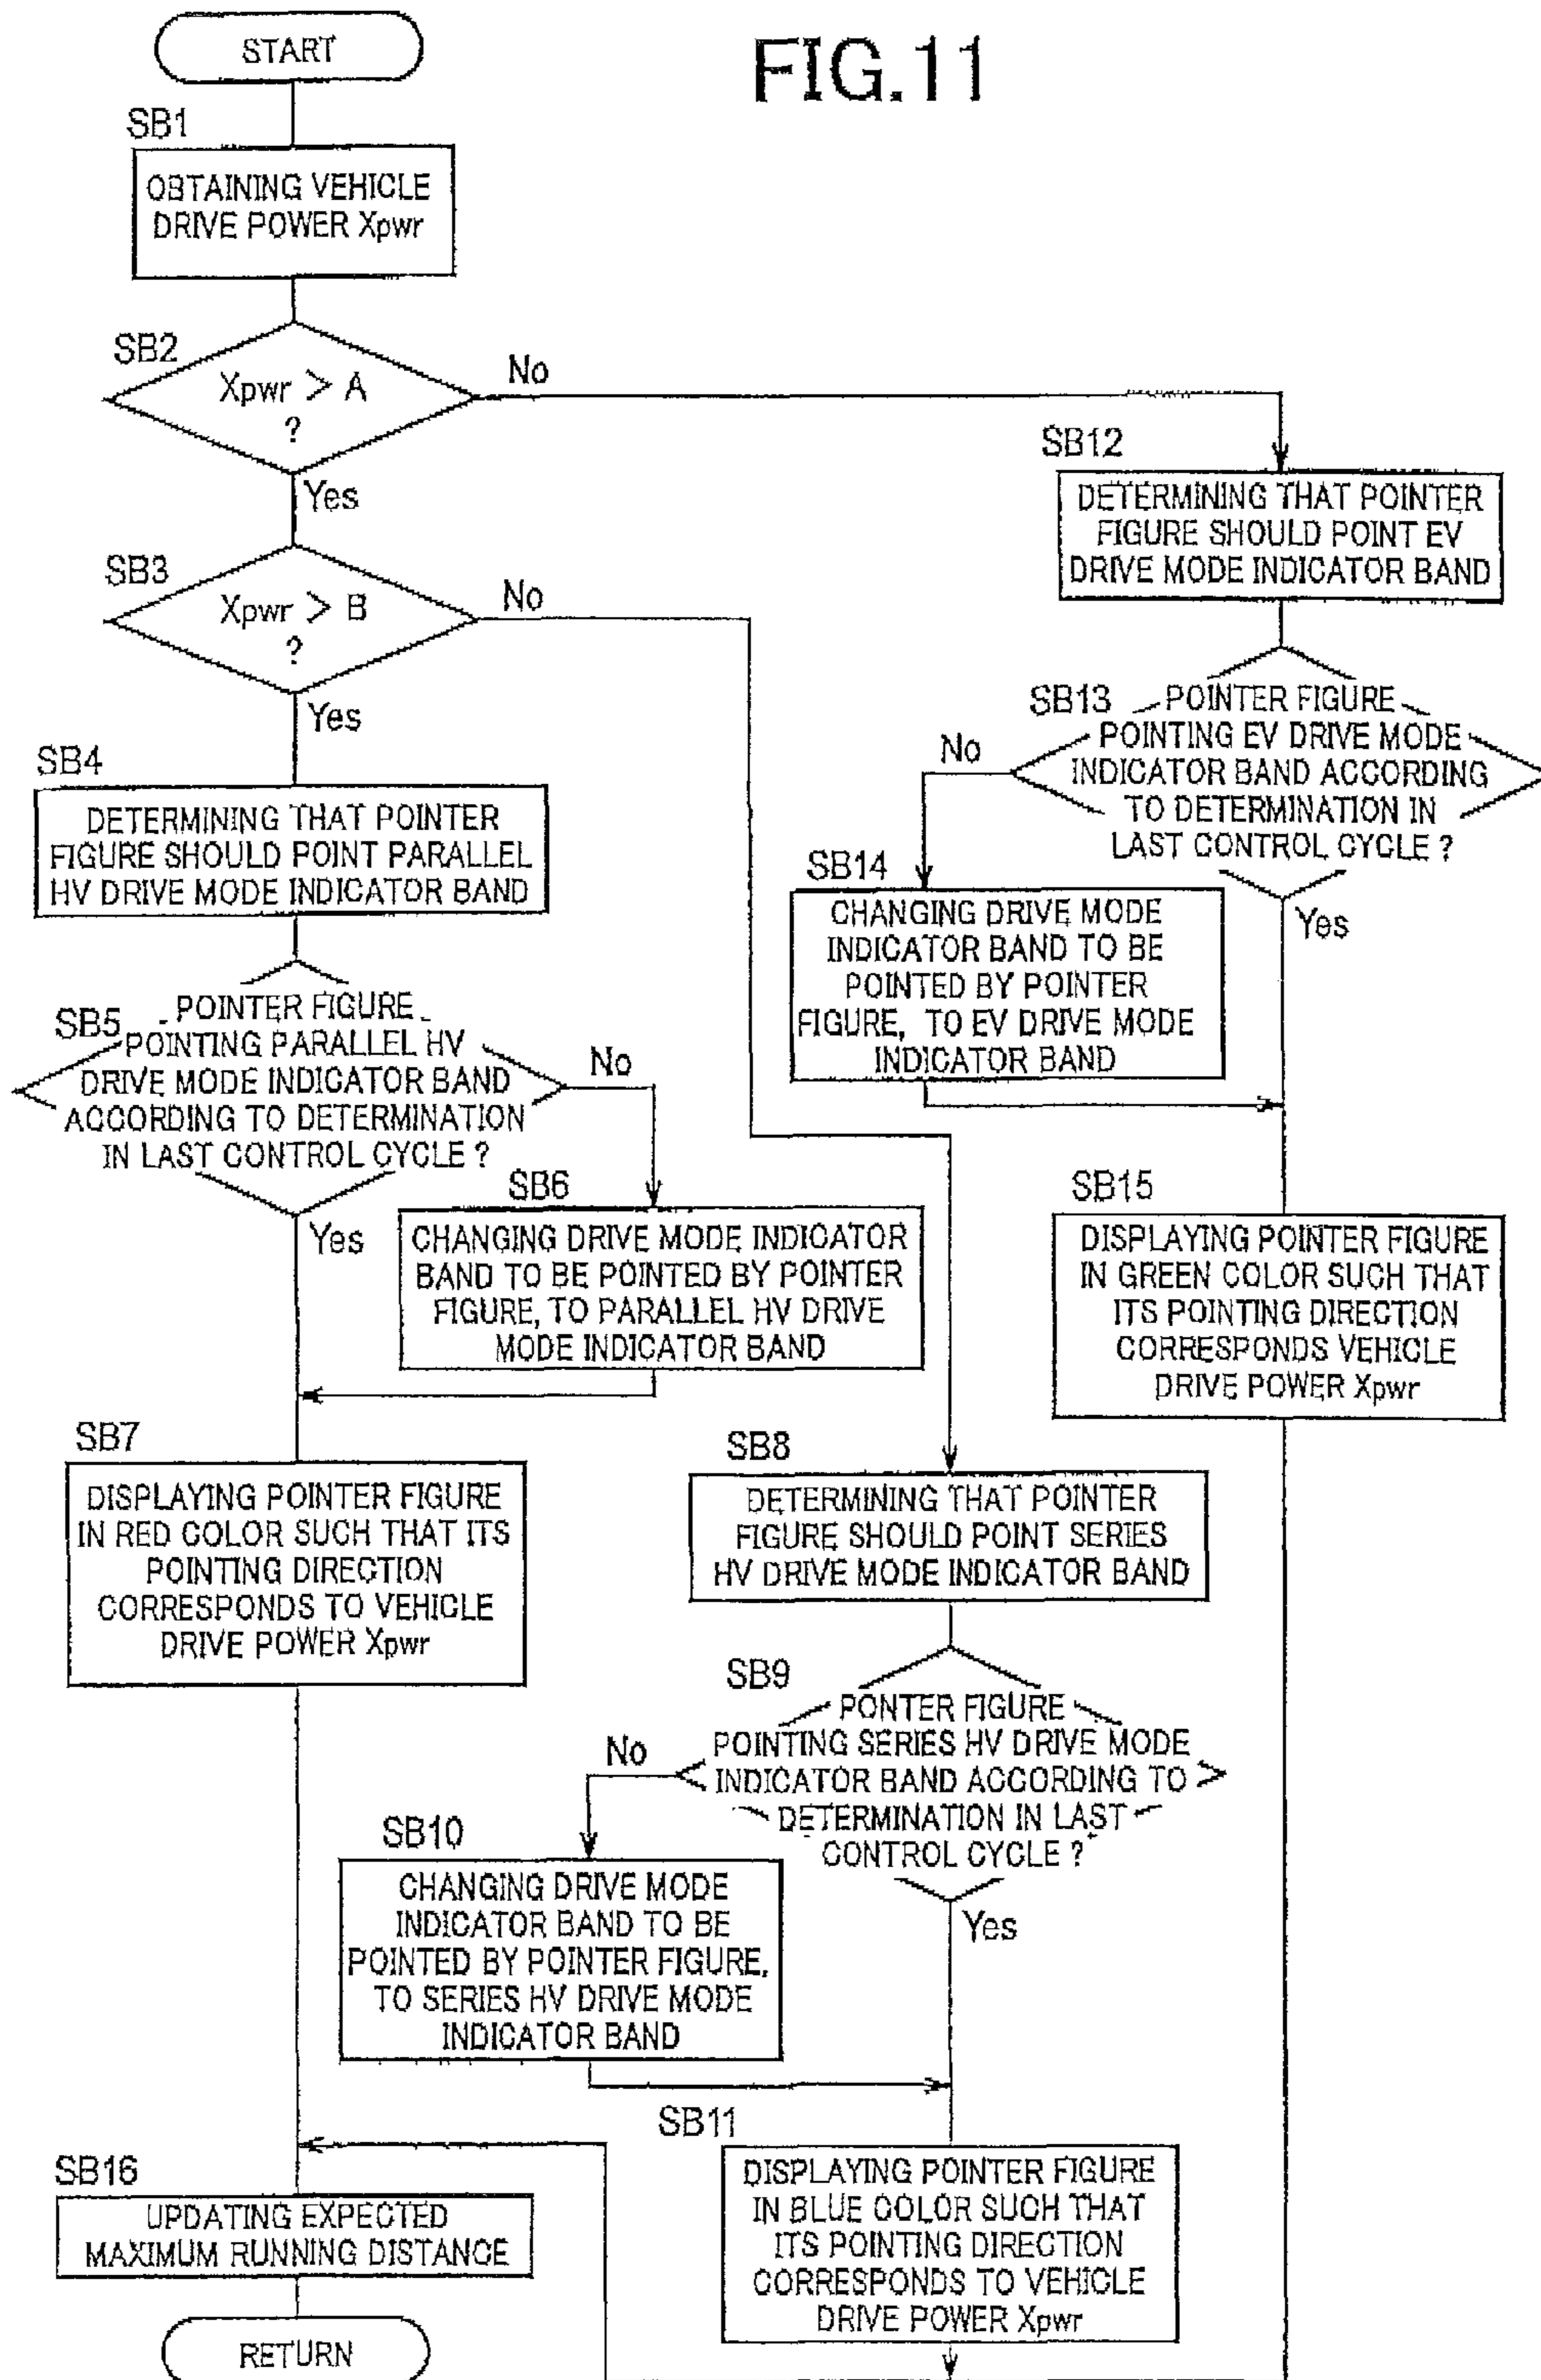 FIG.11
START
SB1
OBTAINING VEHICLE
DRIVE POWER Xpwr
SB2
Xpwr > A
?
No
Yes
SB3
Xpwr > B
?
No
Yes
SB4
DETERMINING THAT POINTER
FIGURE SHOULD POINT PARALLEL
HV DRIVE MODE INDICATOR BAND
SB5
POINTER FIGURE
POINTING PARALLEL HV
DRIVE MODE INDICATOR BAND
ACCORDING TO DETERMINATION
IN LAST CONTROL CYCLE ?
No
Yes
SB6
CHANGING DRIVE MODE INDICATOR
BAND TO BE POINTED BY POINTER
FIGURE, TO PARALLEL HV DRIVE
MODE INDICATOR BAND
SB7
DISPLAYING POINTER FIGURE
IN RED COLOR SUCH THAT ITS
POINTING DIRECTION
CORRESPONDS TO VEHICLE
DRIVE POWER Xpwr
SB8
DETERMINING THAT POINTER
FIGURE SHOULD POINT SERIES
HV DRIVE MODE INDICATOR BAND
SB9
PONTER FIGURE
POINTING SERIES HV DRIVE MODE
INDICATOR BAND ACCORDING TO
DETERMINATION IN LAST
CONTROL CYCLE ?
No
Yes
SB10
CHANGING DRIVE MODE
INDICATOR BAND TO BE
POINTED BY POINTER FIGURE,
TO SERIES HV DRIVE MODE
INDICATOR BAND
SB11
DISPLAYING POINTER FIGURE
IN BLUE COLOR SUCH THAT
ITS POINTING DIRECTION
CORRESPONDS TO VEHICLE
DRIVE POWER Xpwr
SB12
DETERMINING THAT POINTER
FIGURE SHOULD POINT EV
DRIVE MODE INDICATOR BAND
SB13
POINTER FIGURE
POINTING EV DRIVE MODE
INDICATOR BAND ACCORDING
TO DETERMINATION IN
LAST CONTROL CYCLE ?
No
Yes
SB14
CHANGING DRIVE MODE
INDICATOR BAND TO BE
POINTED BY POINTER
FIGURE, TO EV DRIVE MODE
INDICATOR BAND
SB15
DISPLAYING POINTER FIGURE
IN GREEN COLOR SUCH THAT
ITS POINTING DIRECTION
CORRESPONDS VEHICLE
DRIVE POWER Xpwr
SB16
UPDATING EXPECTED
MAXIMUM RUNNING DISTANCE
RETURN